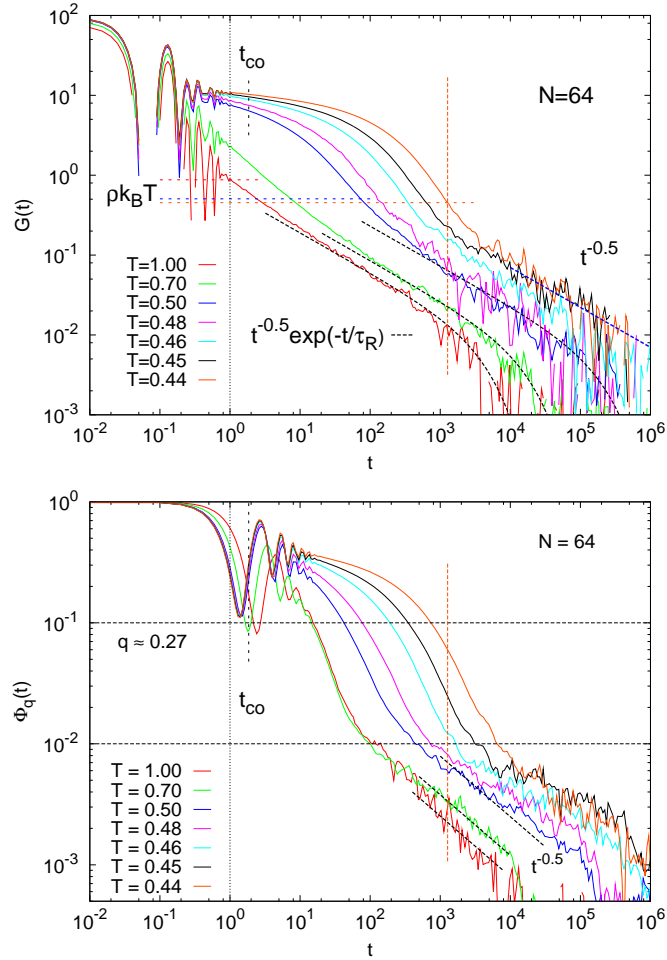 10^2
10^1
10^0
10^-1
10^-2
10^-3
G(t)
t_co
N=64
ρk_BT
t^-0.5
T=1.00
T=0.70
T=0.50
T=0.48
T=0.46
T=0.45
T=0.44
t^-0.5exp(-t/τ_R)
10^-2 10^-1 10^0 10^1 10^2 10^3 10^4 10^5 10^6
t
10^0
10^-1
10^-2
10^-3
Φ_q(t)
N = 64
q ≈ 0.27
t_co
T = 1.00
T = 0.70
T = 0.50
T = 0.48
T = 0.46
T = 0.45
T = 0.44
t^-0.5
10^-2 10^-1 10^0 10^1 10^2 10^3 10^4 10^5 10^6
t